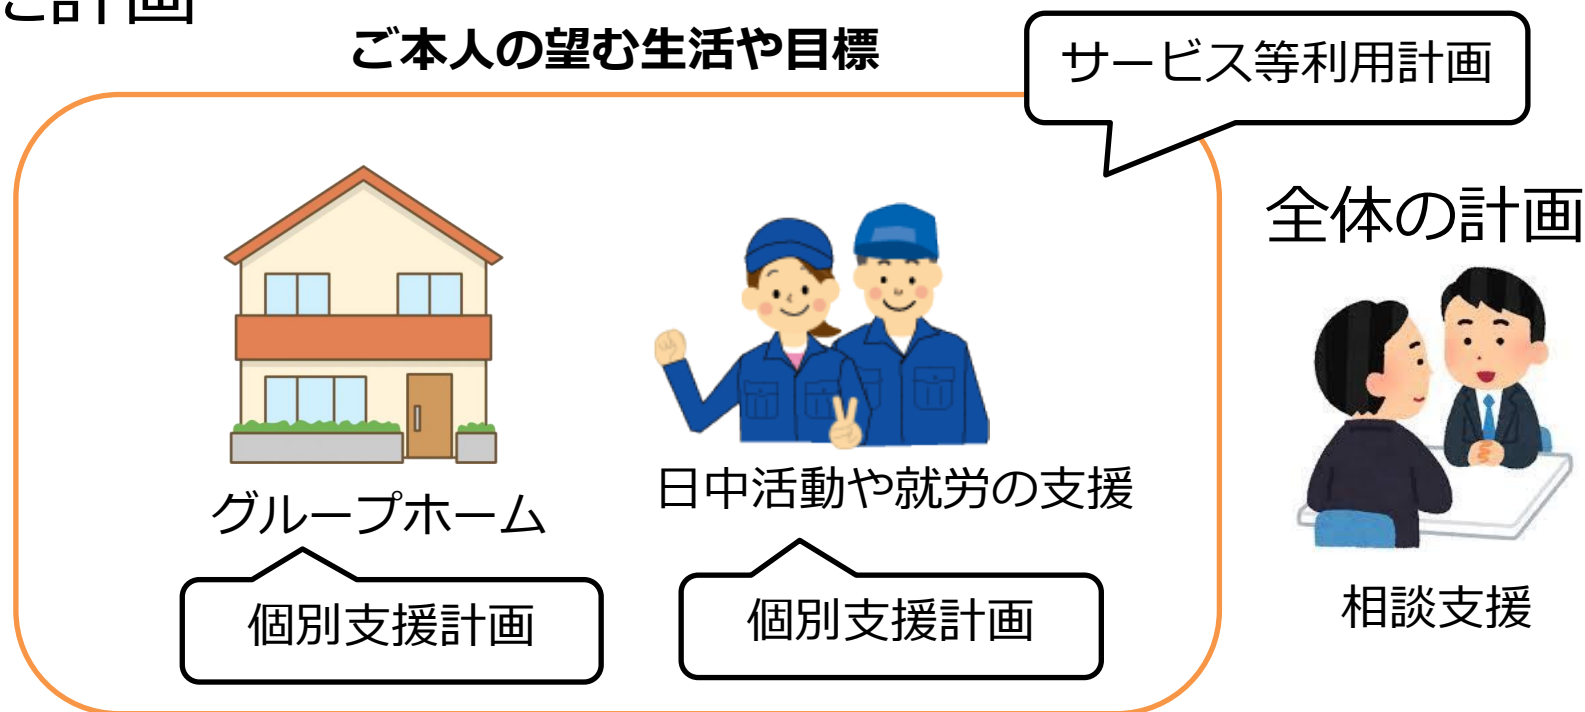 と計画
ご本人の望む生活や目標
サービス等利用計画
全体の計画
グループホーム
日中活動や就労の支援
個別支援計画
個別支援計画
相談支援